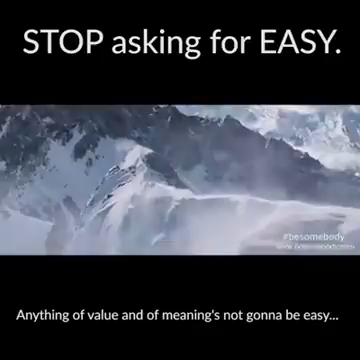 STOP asking for EASY.
#besomebody
Anything of value and of meaning's not gonna be easy...